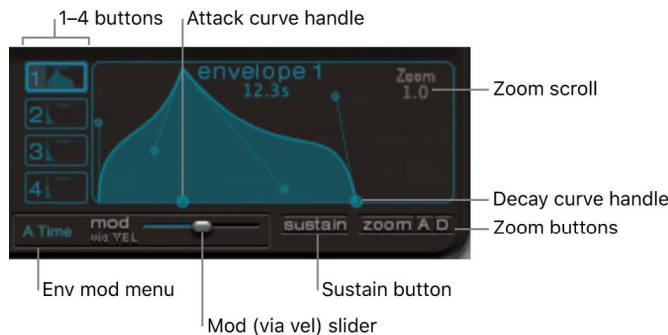 1–4 buttons
Attack curve handle
1
envelope 1
12.3s
Zoom
1.0
Zoom scroll
2
3
4
Decay curve handle
A Time
mod
via VEL
sustain
zoom A D
Zoom buttons
Env mod menu
Sustain button
Mod (via vel) slider